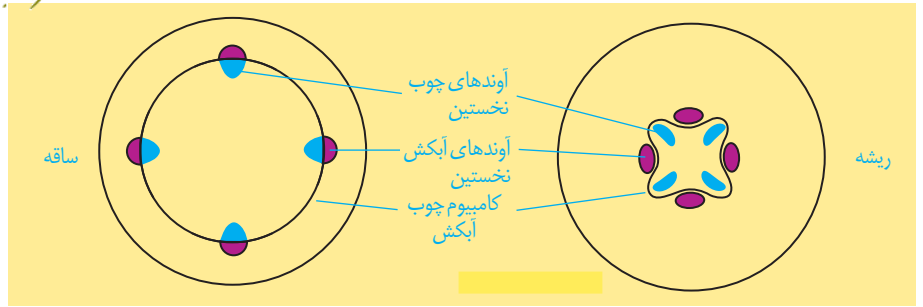 آوندهای چوب
نخستین
ریشه
آوندهای آبکش
نخستین
ساقه
کامبیوم چوب
آبکش